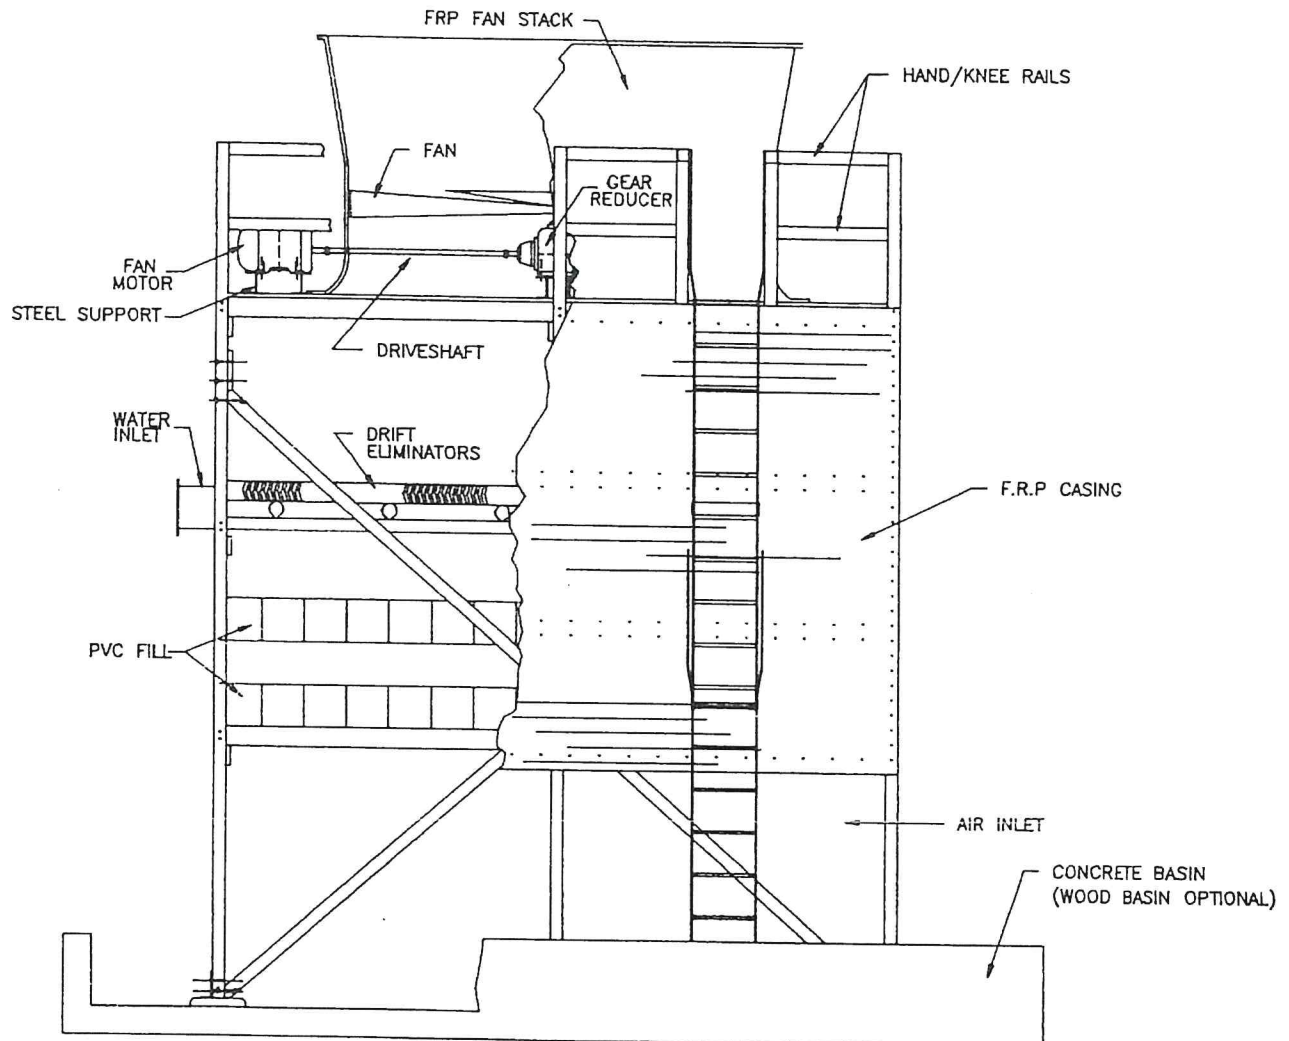 FRP FAN STACK
HAND/KNEE RAILS
FAN
GEAR
REDUCER
FAN
MOTOR
STEEL SUPPORT
DRIVESHAFT
WATER
INLET
DRIFT
ELIMINATORS
F.R.P CASING
PVC FILL
AIR INLET
CONCRETE BASIN
(WOOD BASIN OPTIONAL)